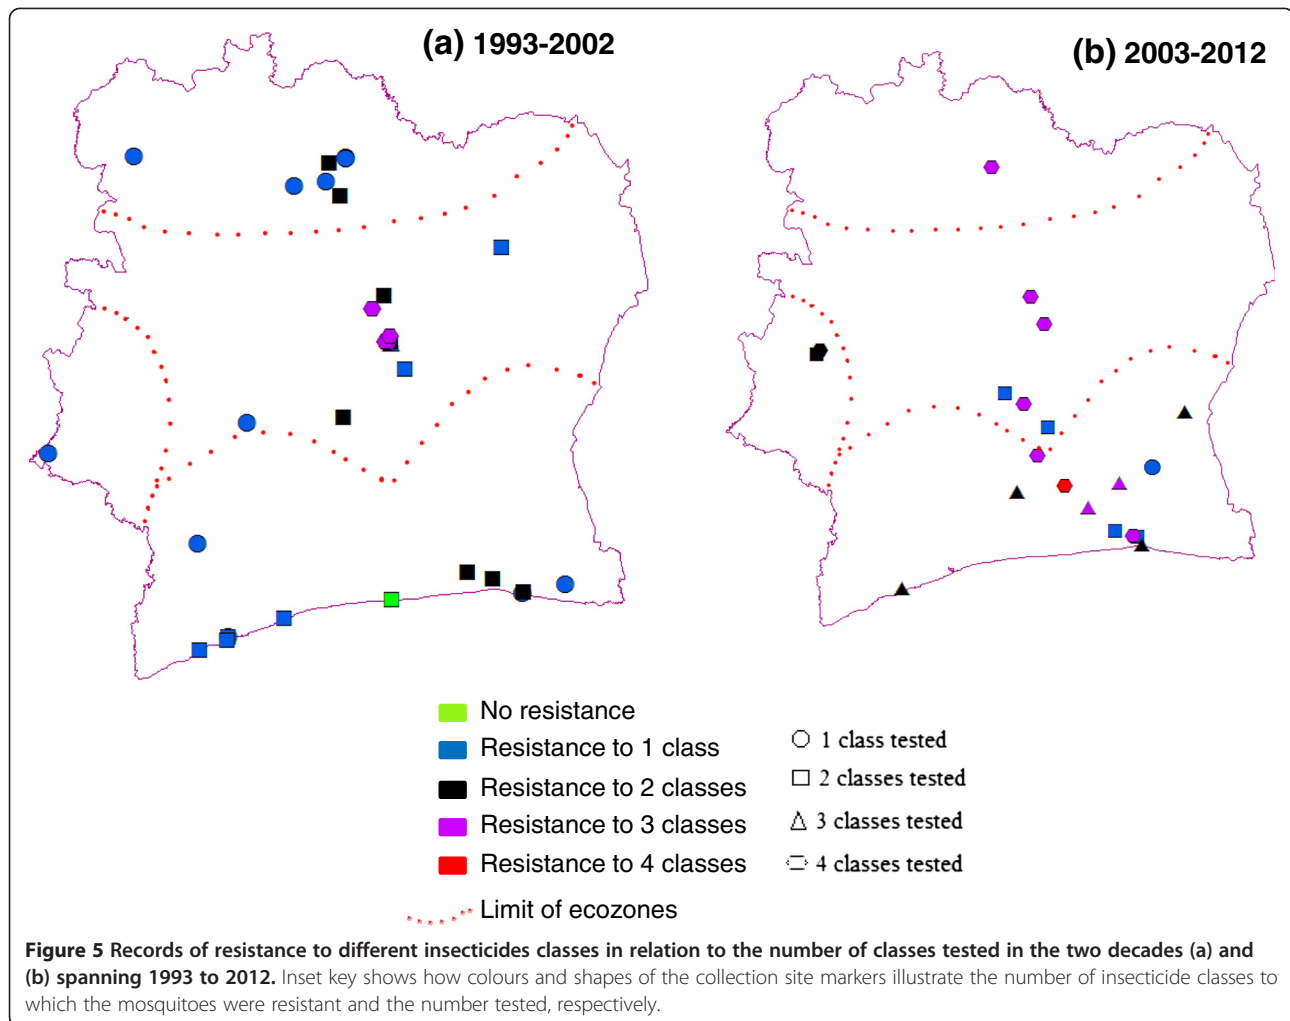 (a) 1993-2002
(b) 2003-2012
No resistance
Resistance to 1 class
Resistance to 2 classes
Resistance to 3 classes
Resistance to 4 classes
Limit of ecozones
1 class tested
2 classes tested
3 classes tested
4 classes tested
Figure 5 Records of resistance to different insecticides classes in relation to the number of classes tested in the two decades (a) and
(b) spanning 1993 to 2012. Inset key shows how colours and shapes of the collection site markers illustrate the number of insecticide classes to
which the mosquitoes were resistant and the number tested, respectively.